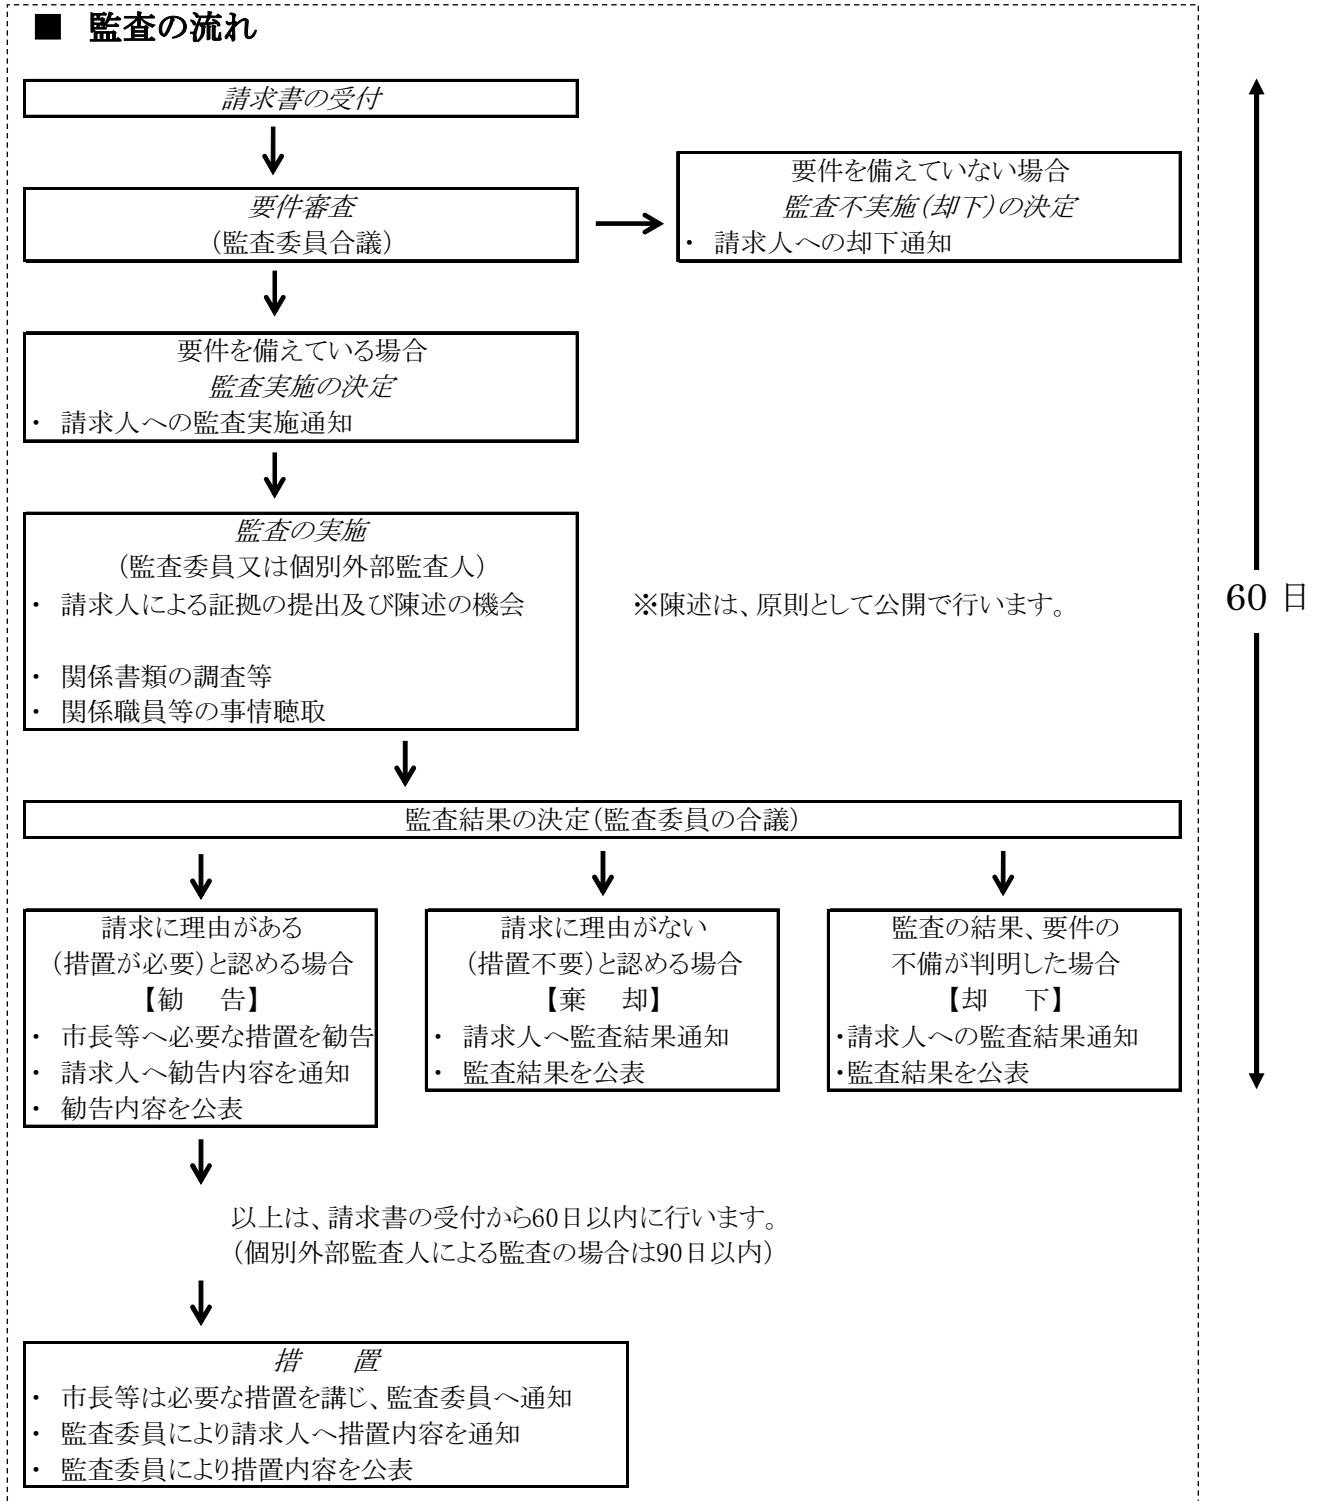 ■ 監査の流れ
請求書の受付
要件審査
(監査委員合議)
要件を備えていない場合
監査不実施(却下)の決定
・ 請求人への却下通知
要件を備えている場合
監査実施の決定
・ 請求人への監査実施通知
監査の実施
(監査委員又は個別外部監査人)
・ 請求人による証拠の提出及び陳述の機会
※陳述は、原則として公開で行います。
・ 関係書類の調査等
・ 関係職員等の事情聴取
60 日
監査結果の決定(監査委員の合議)
請求に理由がある
(措置が必要)と認める場合
【勧 告】
・ 市長等へ必要な措置を勧告
・ 請求人へ勧告内容を通知
・ 勧告内容を公表
請求に理由がない
(措置不要)と認める場合
【棄 却】
・ 請求人へ監査結果通知
・ 監査結果を公表
監査の結果、要件の
不備が判明した場合
【却 下】
・請求人への監査結果通知
・監査結果を公表
以上は、請求書の受付から60日以内に行います。
(個別外部監査人による監査の場合は90日以内)
措 置
・ 市長等は必要な措置を講じ、監査委員へ通知
・ 監査委員により請求人へ措置内容を通知
・ 監査委員により措置内容を公表